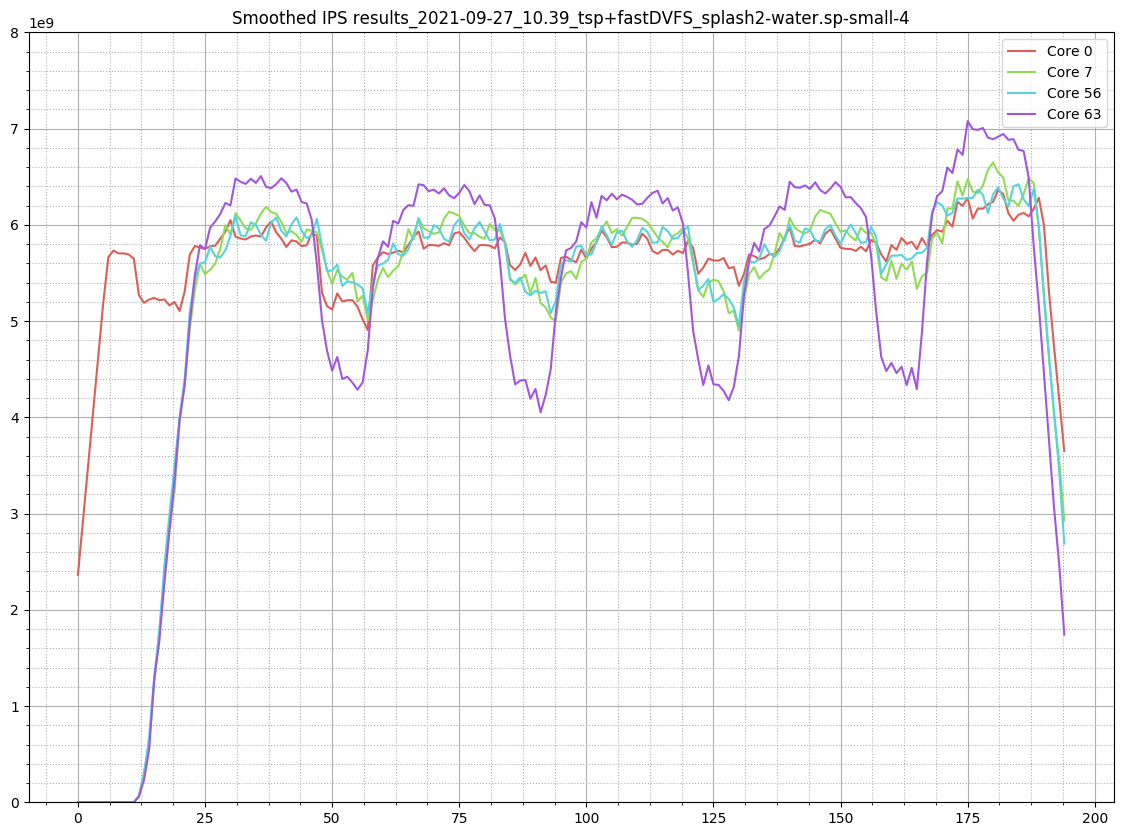 Smoothed IPS results_2021-09-27_10.39_tsp+fastDVFS_splash2-water.sp-small-4
1e9
8
7
6
5
4
3
2
1
0
Core 0
Core 7
Core 56
Core 63
0 25 50 75 100 125 150 175 200